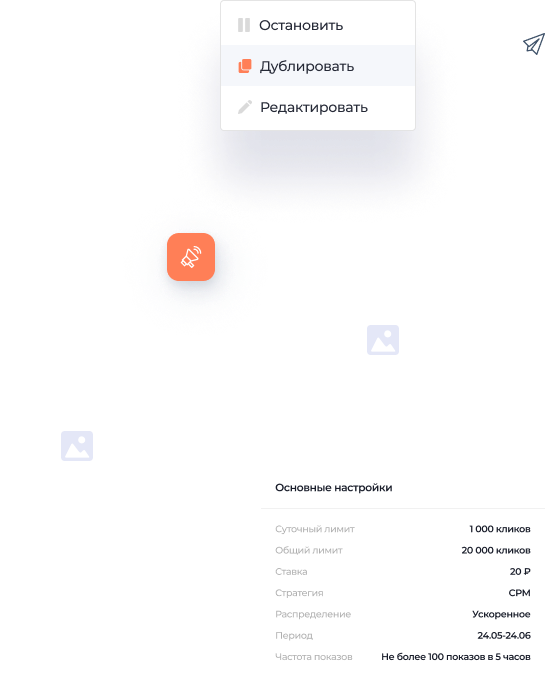 Остановить
Дублировать
Редактировать
Основные настройки
Суточный лимит 1 000 кликов
Общий лимит 20 000 кликов
Ставка 20 ₽
Стратегия CPM
Распределение Ускоренное
Период 24.05-24.06
Частота показов Не более 100 показов в 5 часов